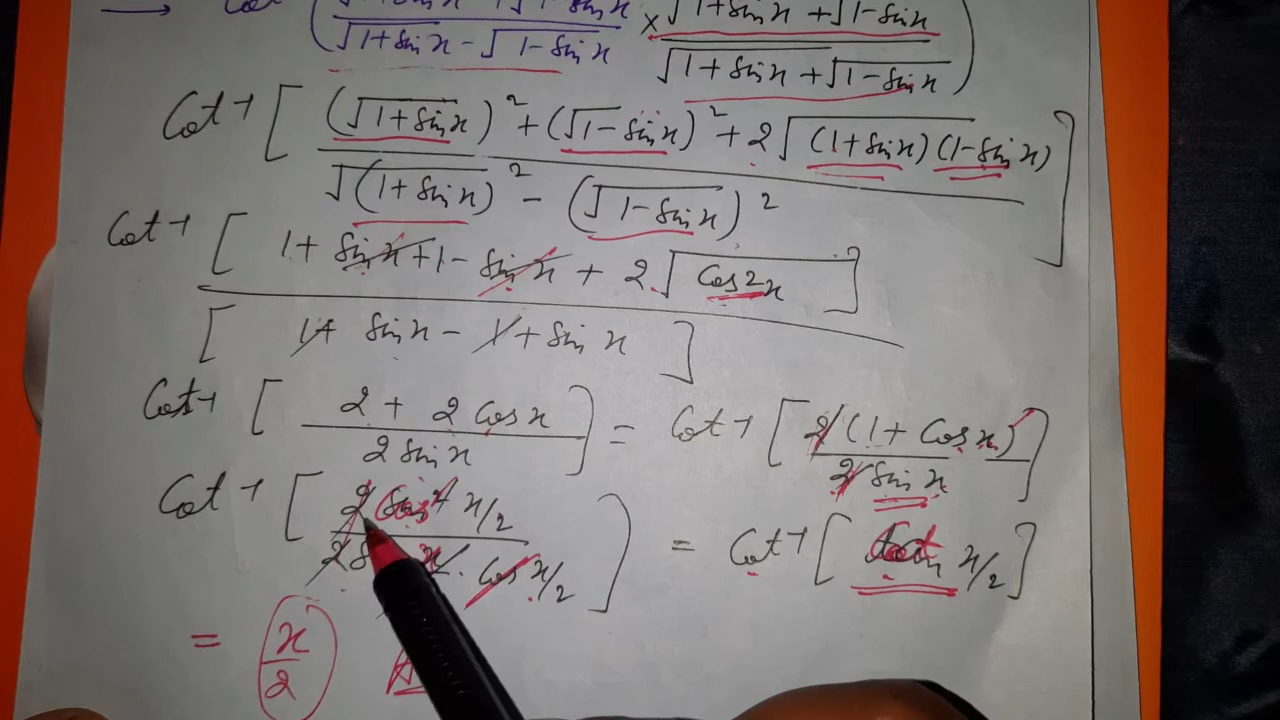 → Cot⁻¹ ( √1+Sin x + √1-Sin x / √1+Sin x - √1-Sin x × √1+Sin x + √1-Sin x / √1+Sin x + √1-Sin x )
Cot⁻¹ [ (√1+Sin x)² + (√1-Sin x)² + 2√(1+Sin x)(1-Sin x) / √(1+Sin x)² - (√1-Sin x)² ]
Cot⁻¹ [ 1+ Sin x + 1 - Sin x + 2√Cos2x ] / [ 1+ Sin x - 1 + Sin x ]
Cot⁻¹ [ 2 + 2 Cos x / 2 Sin x ] = Cot⁻¹ [ 2(1+ Cos x) / 2 Sin x ]
Cot⁻¹ [ 2 Cos² x/2 / 2 S x . Cos x/2 ] = Cot⁻¹ [ Cot x/2 ]
= x/2